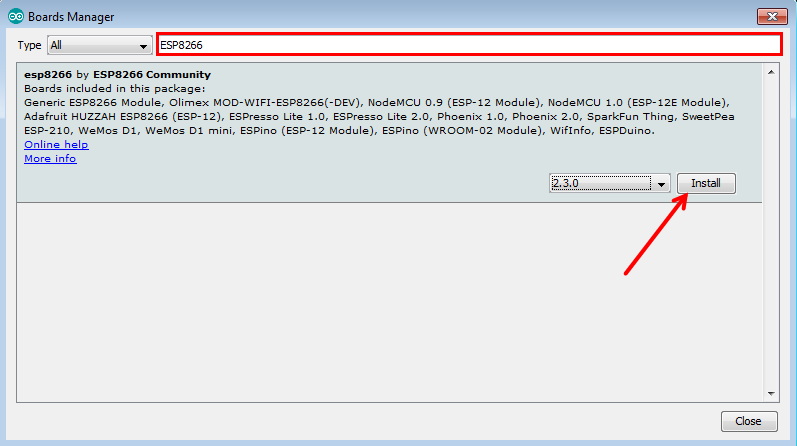 Boards Manager
Type All ESP8266
esp8266 by ESP8266 Community
Boards included in this package:
Generic ESP8266 Module, Olimex MOD-WIFI-ESP8266(-DEV), NodeMCU 0.9 (ESP-12 Module), NodeMCU 1.0 (ESP-12E Module),
Adafruit HUZZAH ESP8266 (ESP-12), ESPresso Lite 1.0, ESPresso Lite 2.0, Phoenix 1.0, Phoenix 2.0, SparkFun Thing, SweetPea
ESP-210, WeMos D1, WeMos D1 mini, ESPino (ESP-12 Module), ESPino (WROOM-02 Module), WifInfo, ESPDuino.
Online help
More info
2.3.0 Install
Close